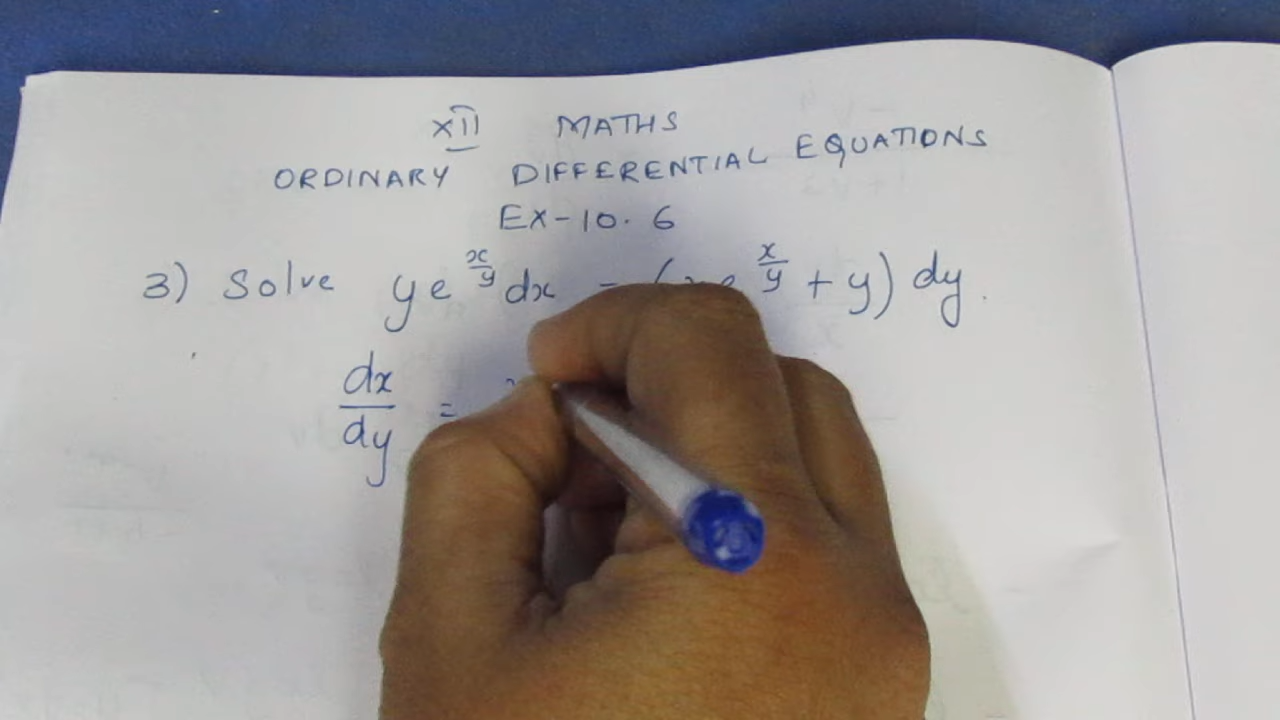 XII MATHS
ORDINARY DIFFERENTIAL EQUATIONS
EX-10.6
3) Solve ye^{x/y} dx = (xe^{x/y} + y) dy.
dx/dy =